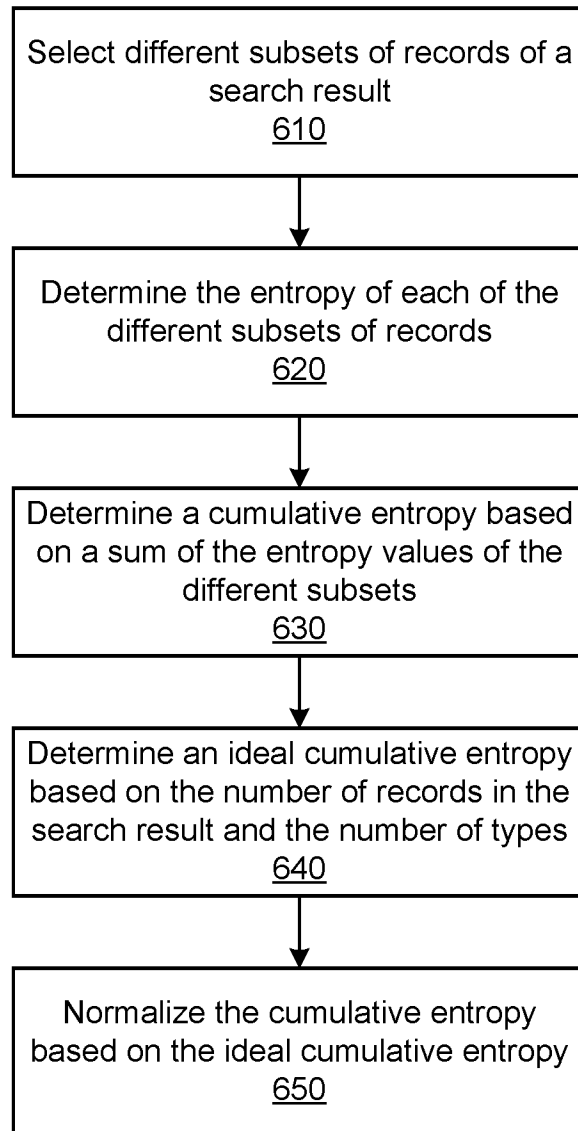 Select different subsets of records of a
search result
610
Determine the entropy of each of the
different subsets of records
620
Determine a cumulative entropy based
on a sum of the entropy values of the
different subsets
630
Determine an ideal cumulative entropy
based on the number of records in the
search result and the number of types
640
Normalize the cumulative entropy
based on the ideal cumulative entropy
650